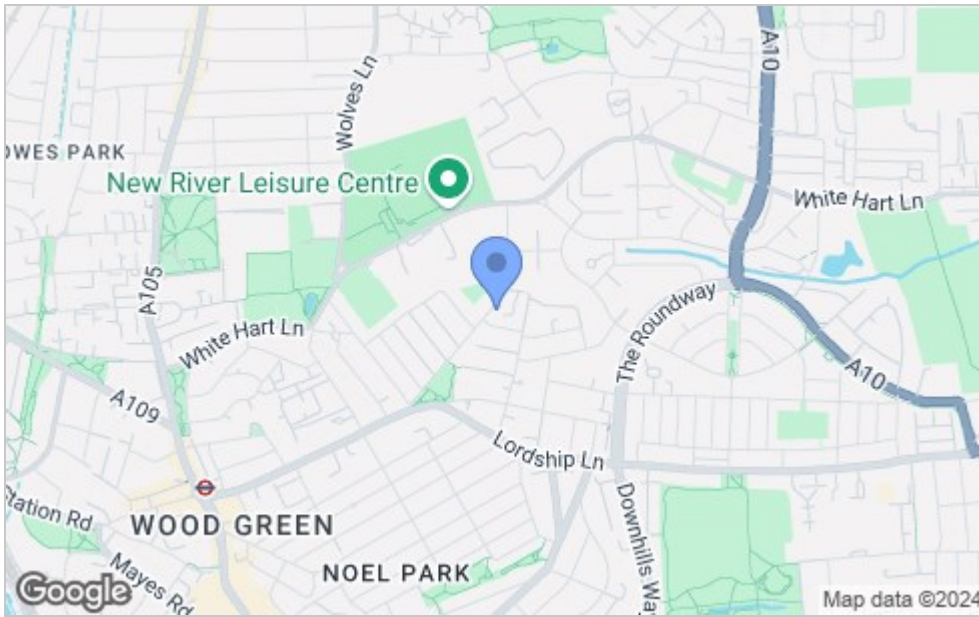 A10
Wolves Ln
OWES PARK
New River Leisure Centre
White Hart Ln
A105
The Roundway
White Hart Ln
A10
A109
Lordship Ln
Station Rd
WOOD GREEN
Downhills Way
NOEL PARK
Mayes Rd
Google
Map data ©2024